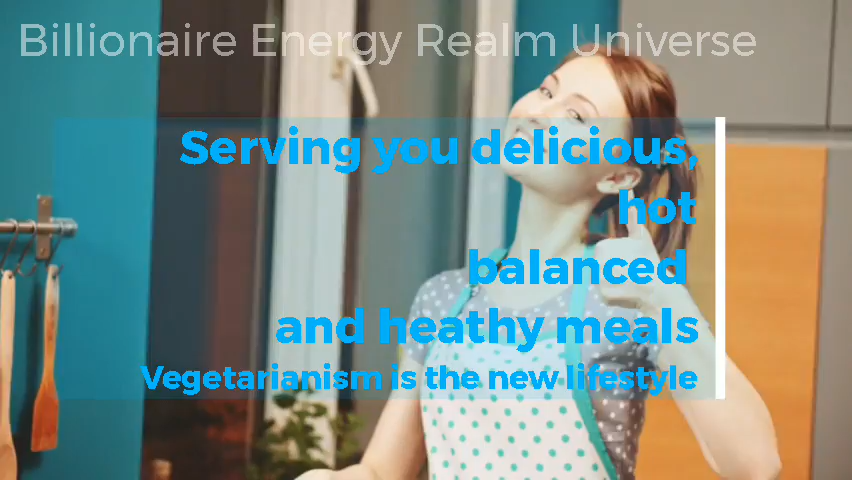 Billionaire Energy Realm Universe
Serving you delicious,
hot
balanced
and heathy meals
Vegetarianism is the new lifestyle